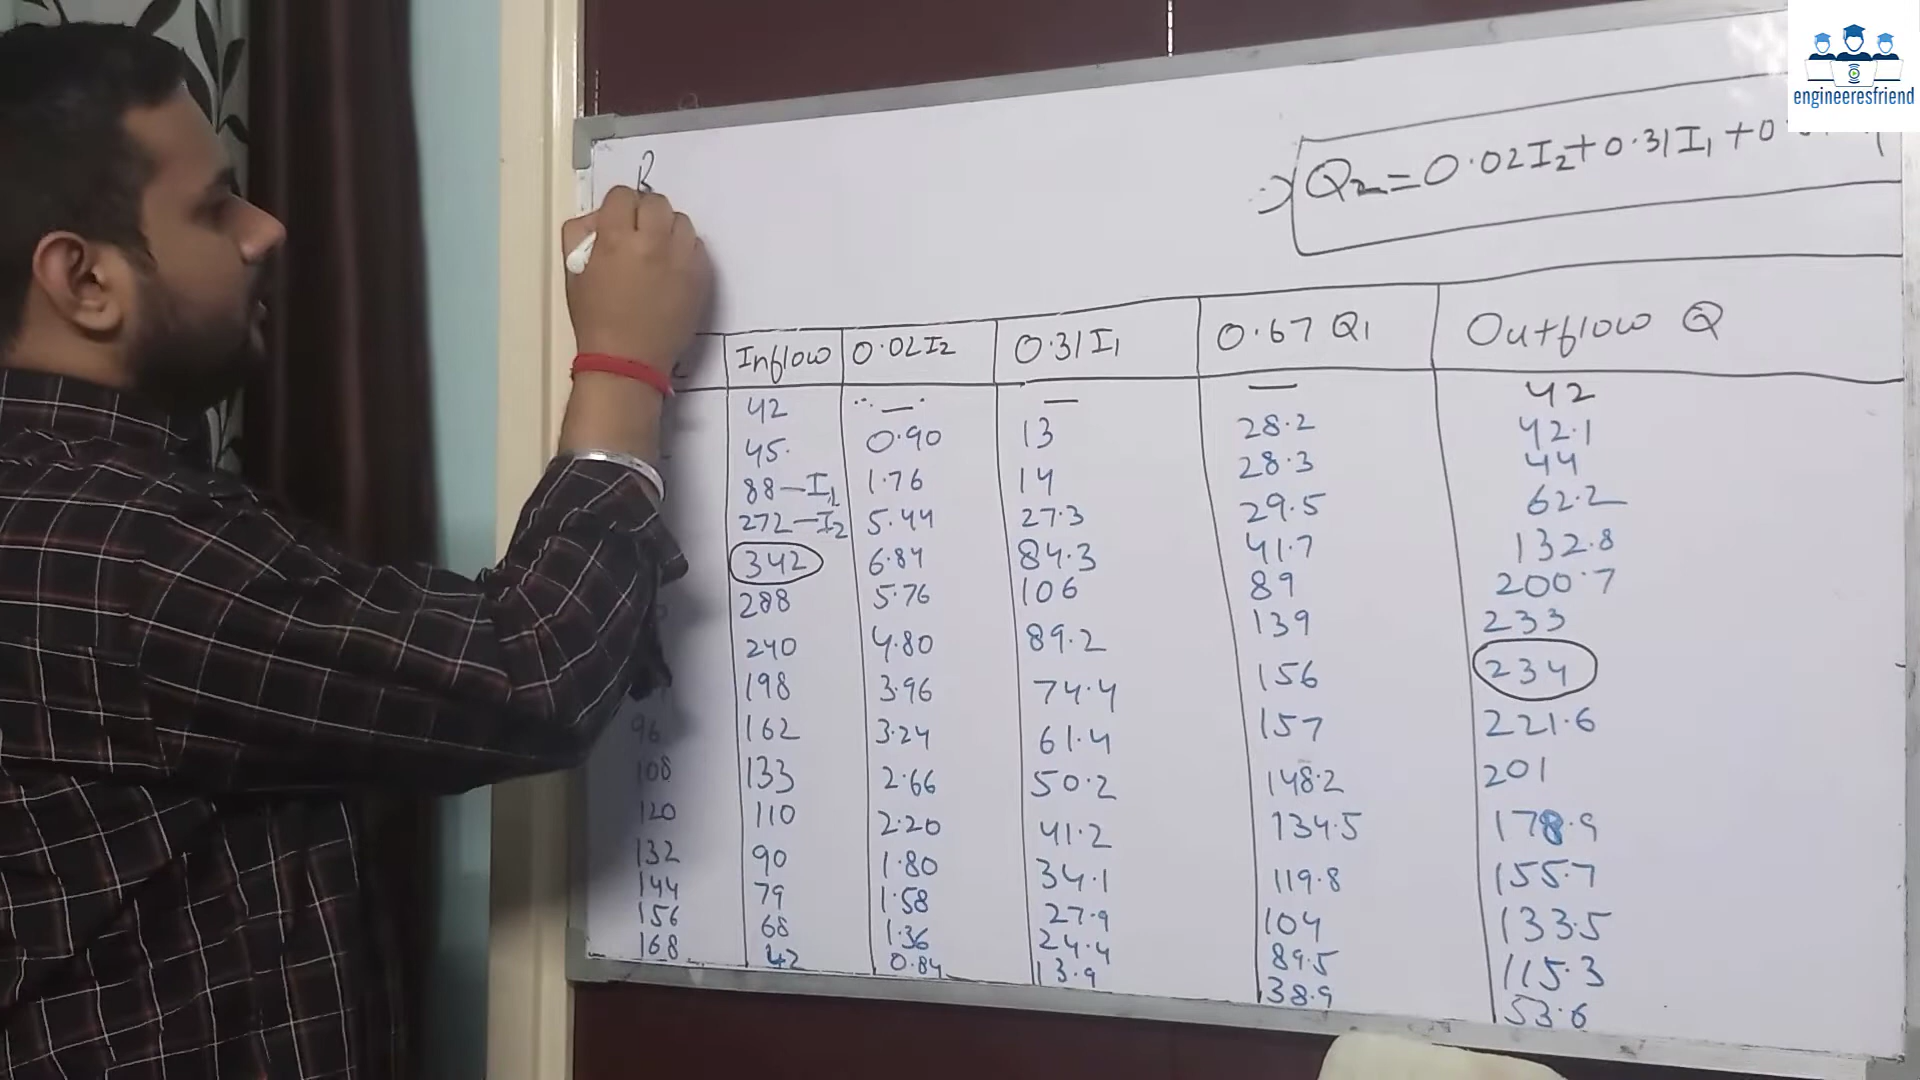 engineeresfriend
Q2=0.02I2+0.31I1+0
Inflow 0.02I2 0.31I1 0.67 Q1 Outflow Q
42 — — — 42
45. 0.90 13 28.2 42.1
88—I1 1.76 14 28.3 44
272—I2 5.44 27.3 29.5 62.2
342 6.84 84.3 41.7 132.8
288 5.76 106 89 200.7
240 4.80 89.2 139 233
198 3.96 74.4 156 234
96 162 3.24 61.4 157 221.6
108 133 2.66 50.2 148.2 201
120 110 2.20 41.2 134.5 178.9
132 90 1.80 34.1 119.8 155.7
144 79 1.58 27.9 104 133.5
156 68 1.36 24.4 89.5 115.3
168 42 0.84 13.9 38.9 53.6